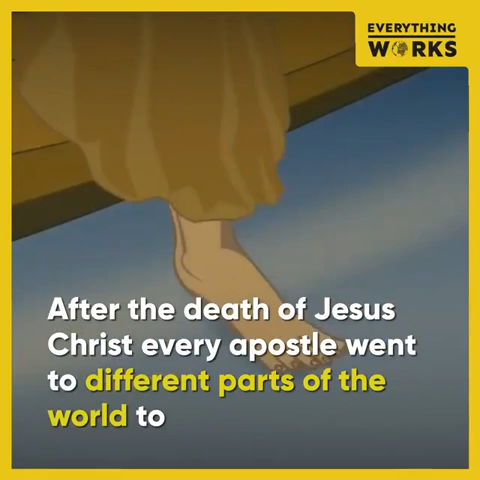 EVERYTHING
WORKS
After the death of Jesus
Christ every apostle went
to different parts of the
world to